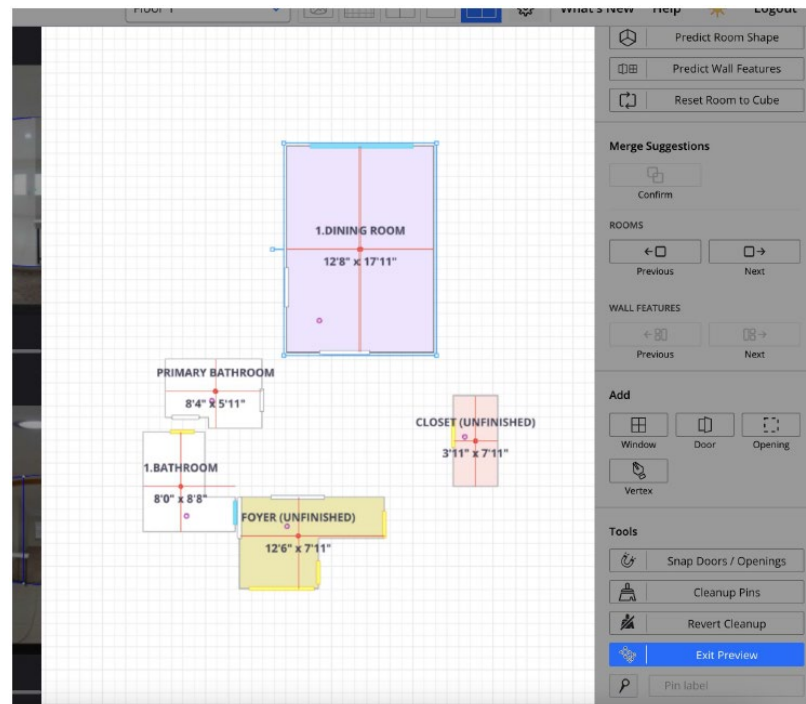 Floor 1
What's New
Help
Logout
Predict Room Shape
Predict Wall Features
Reset Room to Cube
Merge Suggestions
Confirm
ROOMS
Previous
Next
WALL FEATURES
Previous
Next
Add
Window
Door
Opening
Vertex
Tools
Snap Doors / Openings
Cleanup Pins
Revert Cleanup
Exit Preview
Pin label
1.DINING ROOM
12'8" x 17'11"
PRIMARY BATHROOM
8'4" x 5'11"
CLOSET (UNFINISHED)
3'11" x 7'11"
1.BATHROOM
8'0" x 8'8"
FOYER (UNFINISHED)
12'6" x 7'11"